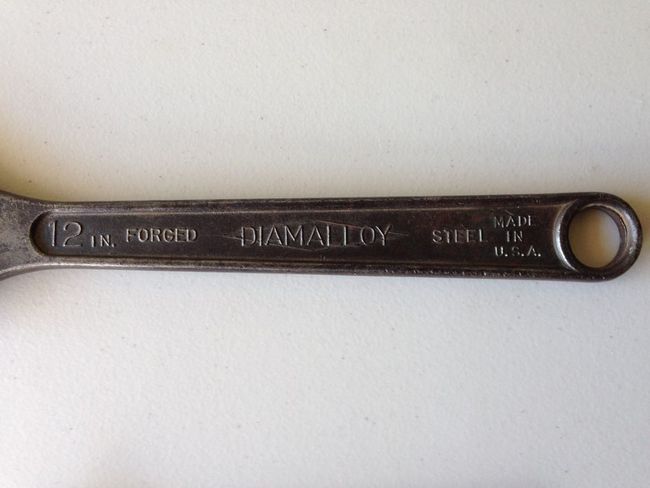 12 IN. FORGED DIAMALLOY STEEL MADE
IN
U.S.A.